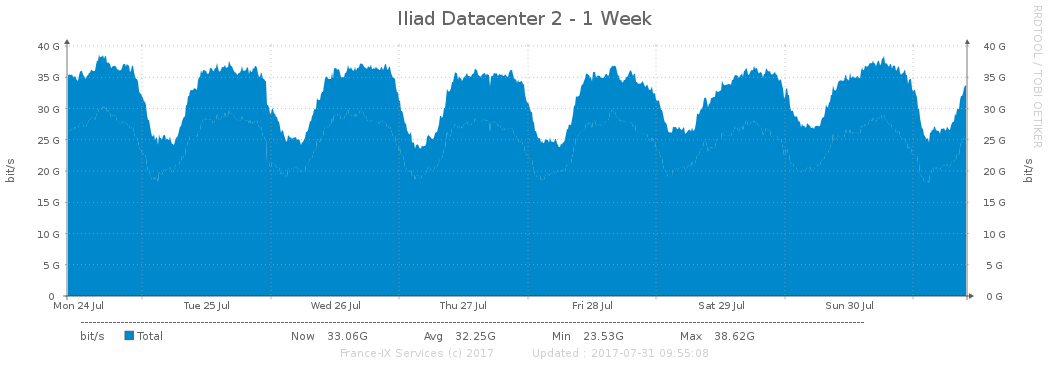 Iliad Datacenter 2 - 1 Week
RRDTOOL / TOBI OETIKER
40 G 40 G
35 G 35 G
30 G 30 G
25 G 25 G
20 G 20 G
15 G 15 G
10 G 10 G
5 G 5 G
0 0 G
bit/s bit/s
Mon 24 Jul Tue 25 Jul Wed 26 Jul Thu 27 Jul Fri 28 Jul Sat 29 Jul Sun 30 Jul
bit/s Total Now 33.06G Avg 32.25G Min 23.53G Max 38.62G
France-IX Services (c) 2017 Updated : 2017-07-31 09:55:08